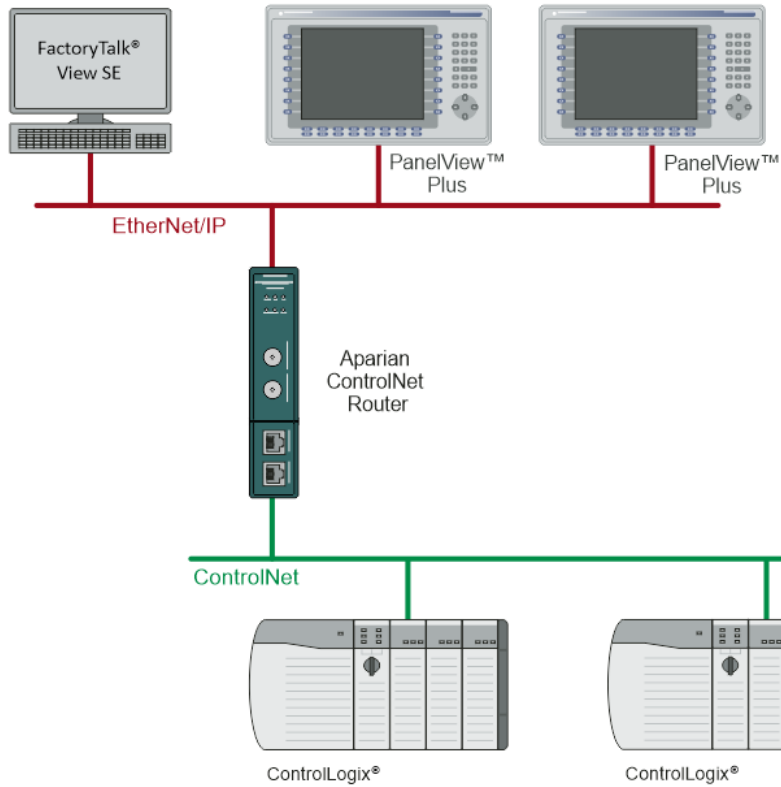 FactoryTalk®
View SE
PanelView™
Plus
PanelView™
Plus
EtherNet/IP
Aparian
ControlNet
Router
ControlNet
ControlLogix®
ControlLogix®